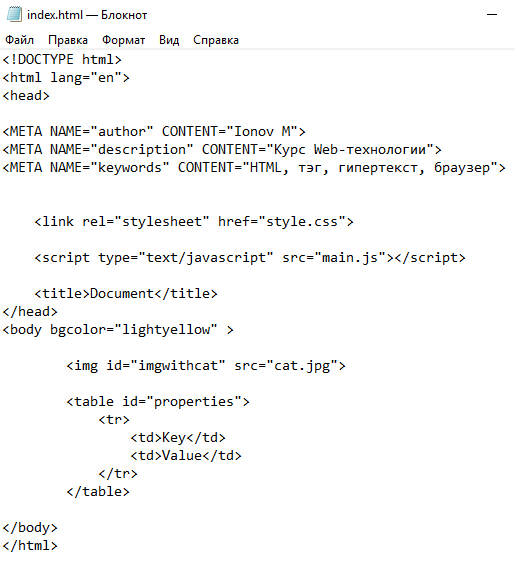 index.html — Блокнот
Файл Правка Формат Вид Справка
<!DOCTYPE html>
<html lang="en">
<head>
<META NAME="author" CONTENT="Ionov M">
<META NAME="description" CONTENT="Курс Web-технологии">
<META NAME="keywords" CONTENT="HTML, тэг, гипертекст, браузер">
<link rel="stylesheet" href="style.css">
<script type="text/javascript" src="main.js"></script>
<title>Document</title>
</head>
<body bgcolor="lightyellow" >
<img id="imgwithcat" src="cat.jpg">
<table id="properties">
<tr>
<td>Key</td>
<td>Value</td>
</tr>
</table>
</body>
</html>